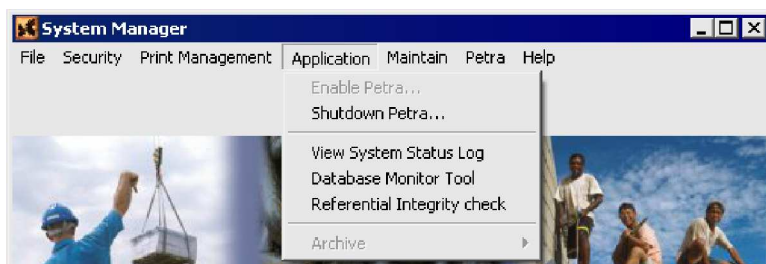 System Manager
File Security Print Management Application Maintain Petra Help
Enable Petra...
Shutdown Petra...
View System Status Log
Database Monitor Tool
Referential Integrity check
Archive